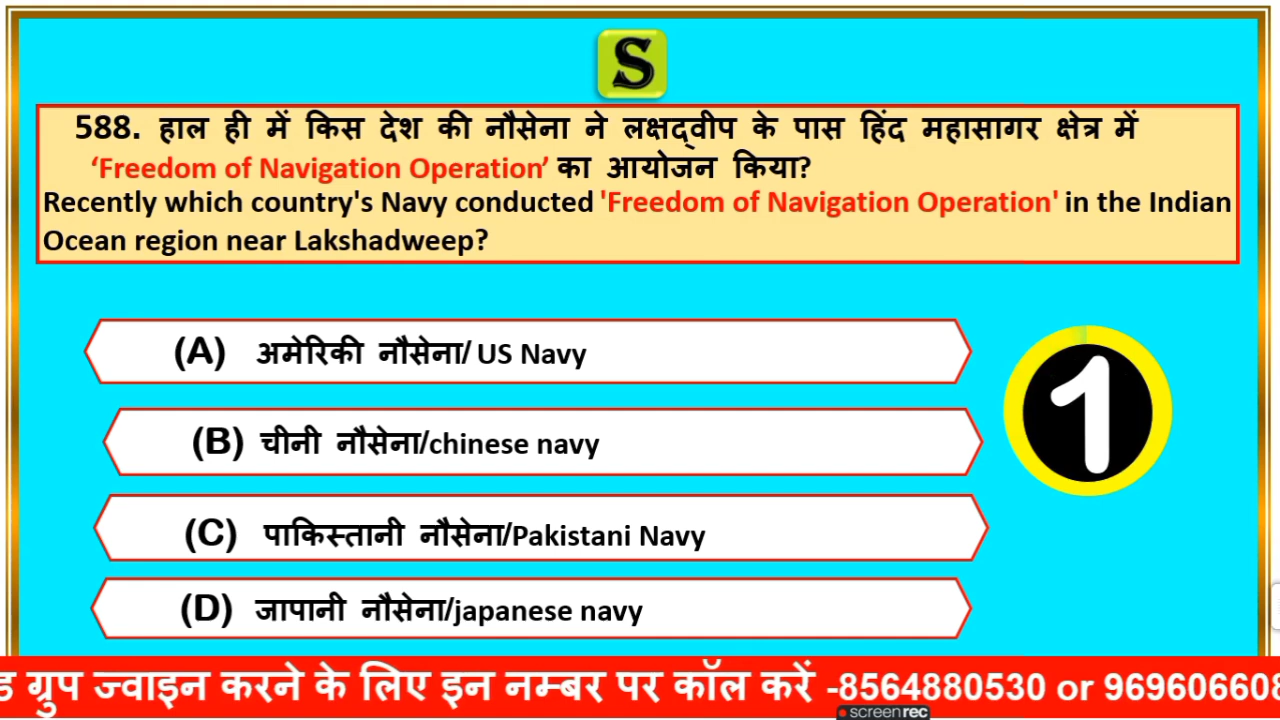 S
588. हाल ही में किस देश की नौसेना ने लक्षद्वीप के पास हिंद महासागर क्षेत्र में
‘Freedom of Navigation Operation’ का आयोजन किया?
Recently which country's Navy conducted 'Freedom of Navigation Operation' in the Indian
Ocean region near Lakshadweep?
(A) अमेरिकी नौसेना/ US Navy
(B) चीनी नौसेना/chinese navy
1
(C) पाकिस्तानी नौसेना/Pakistani Navy
(D) जापानी नौसेना/japanese navy
ग्रुप ज्वाइन करने के लिए इन नम्बर पर कॉल करें -8564880530 or 969606608
screenrec